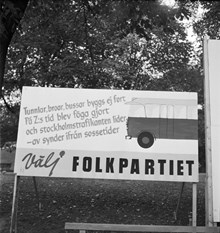 Tunnlar, broar, bussar byggs ej fort
På Z:s tid blev föga gjort
och stockholmstrafikanten lider
- av synder ifrån sossetider
Välj FOLKPARTIET